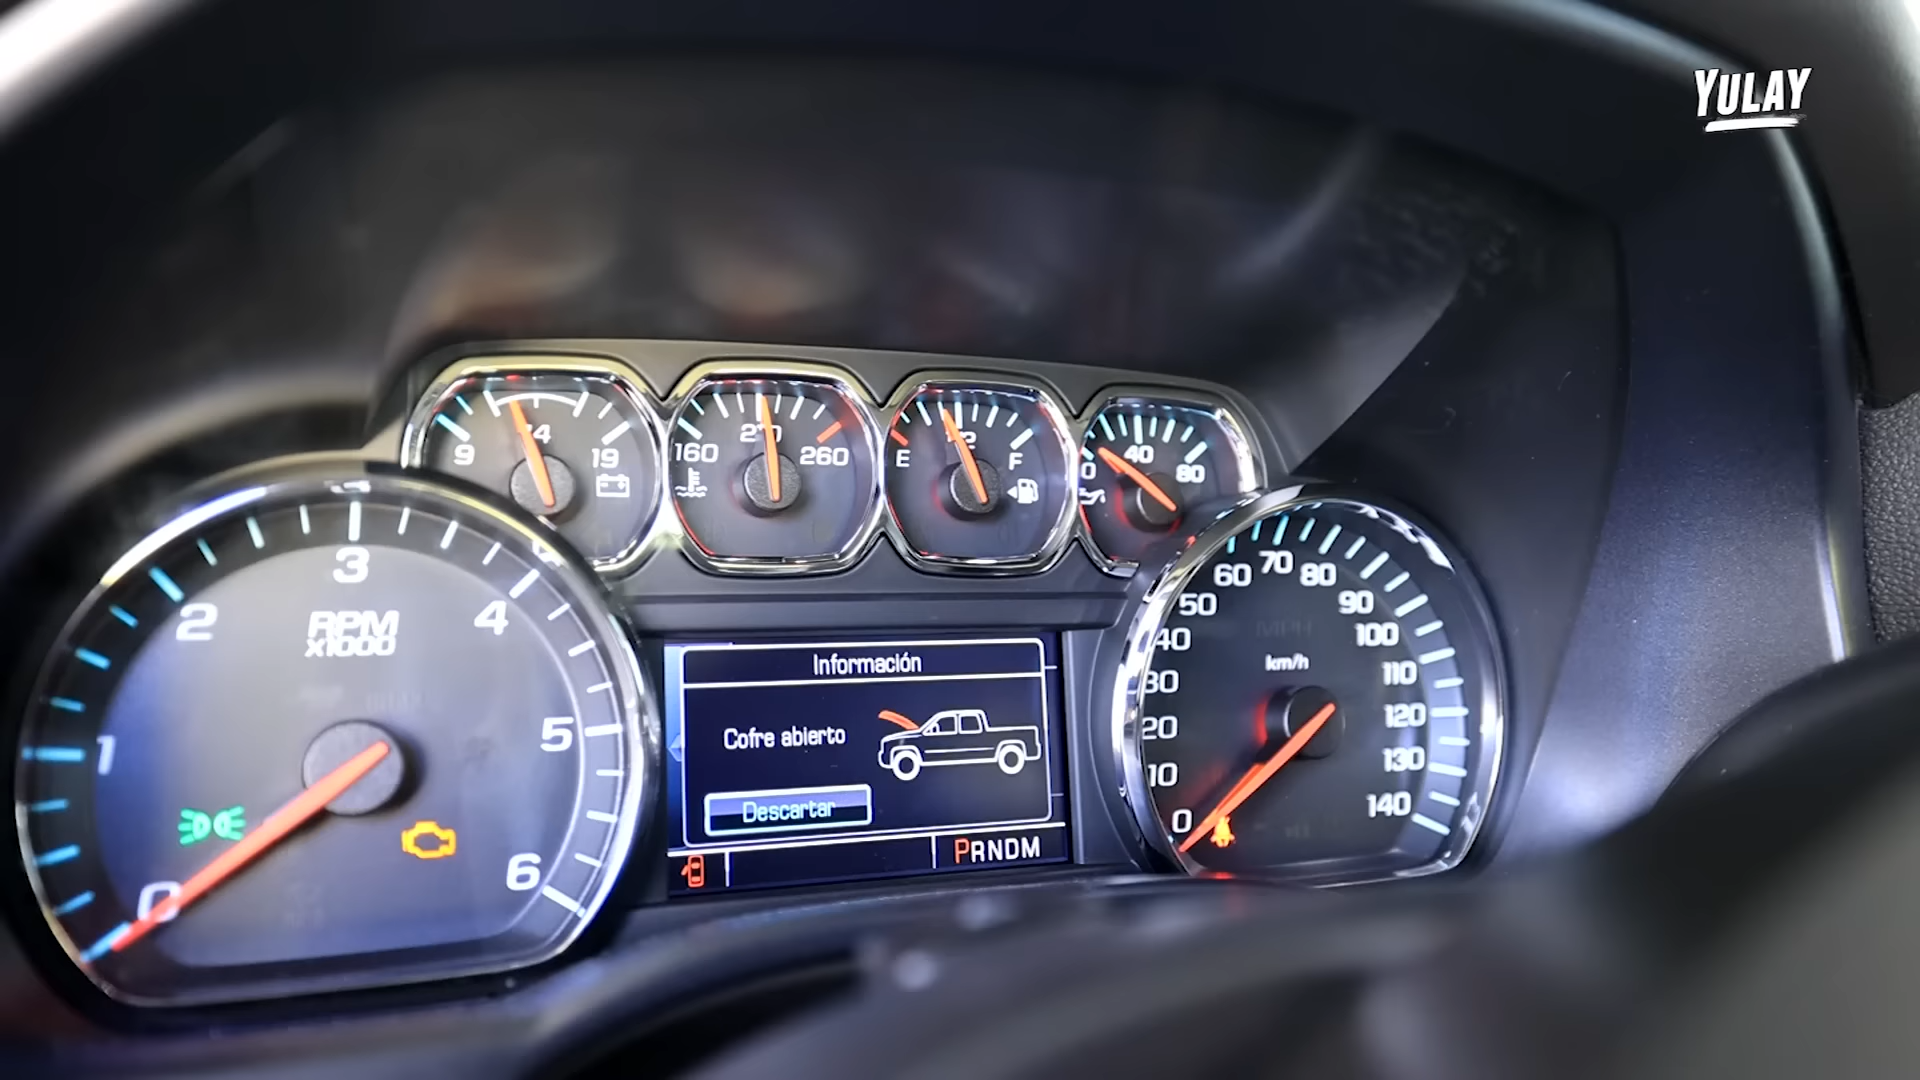 YULAY
9 14 19
160 210 260
E 1/2 F
0 40 80
0 1 2 3 4 5 6
RPM
x1000
Información
Cofre abierto
Descartar
PRNDM
0 10 20 30 40 50 60 70 80 90 100 110 120 130 140
MPH
km/h